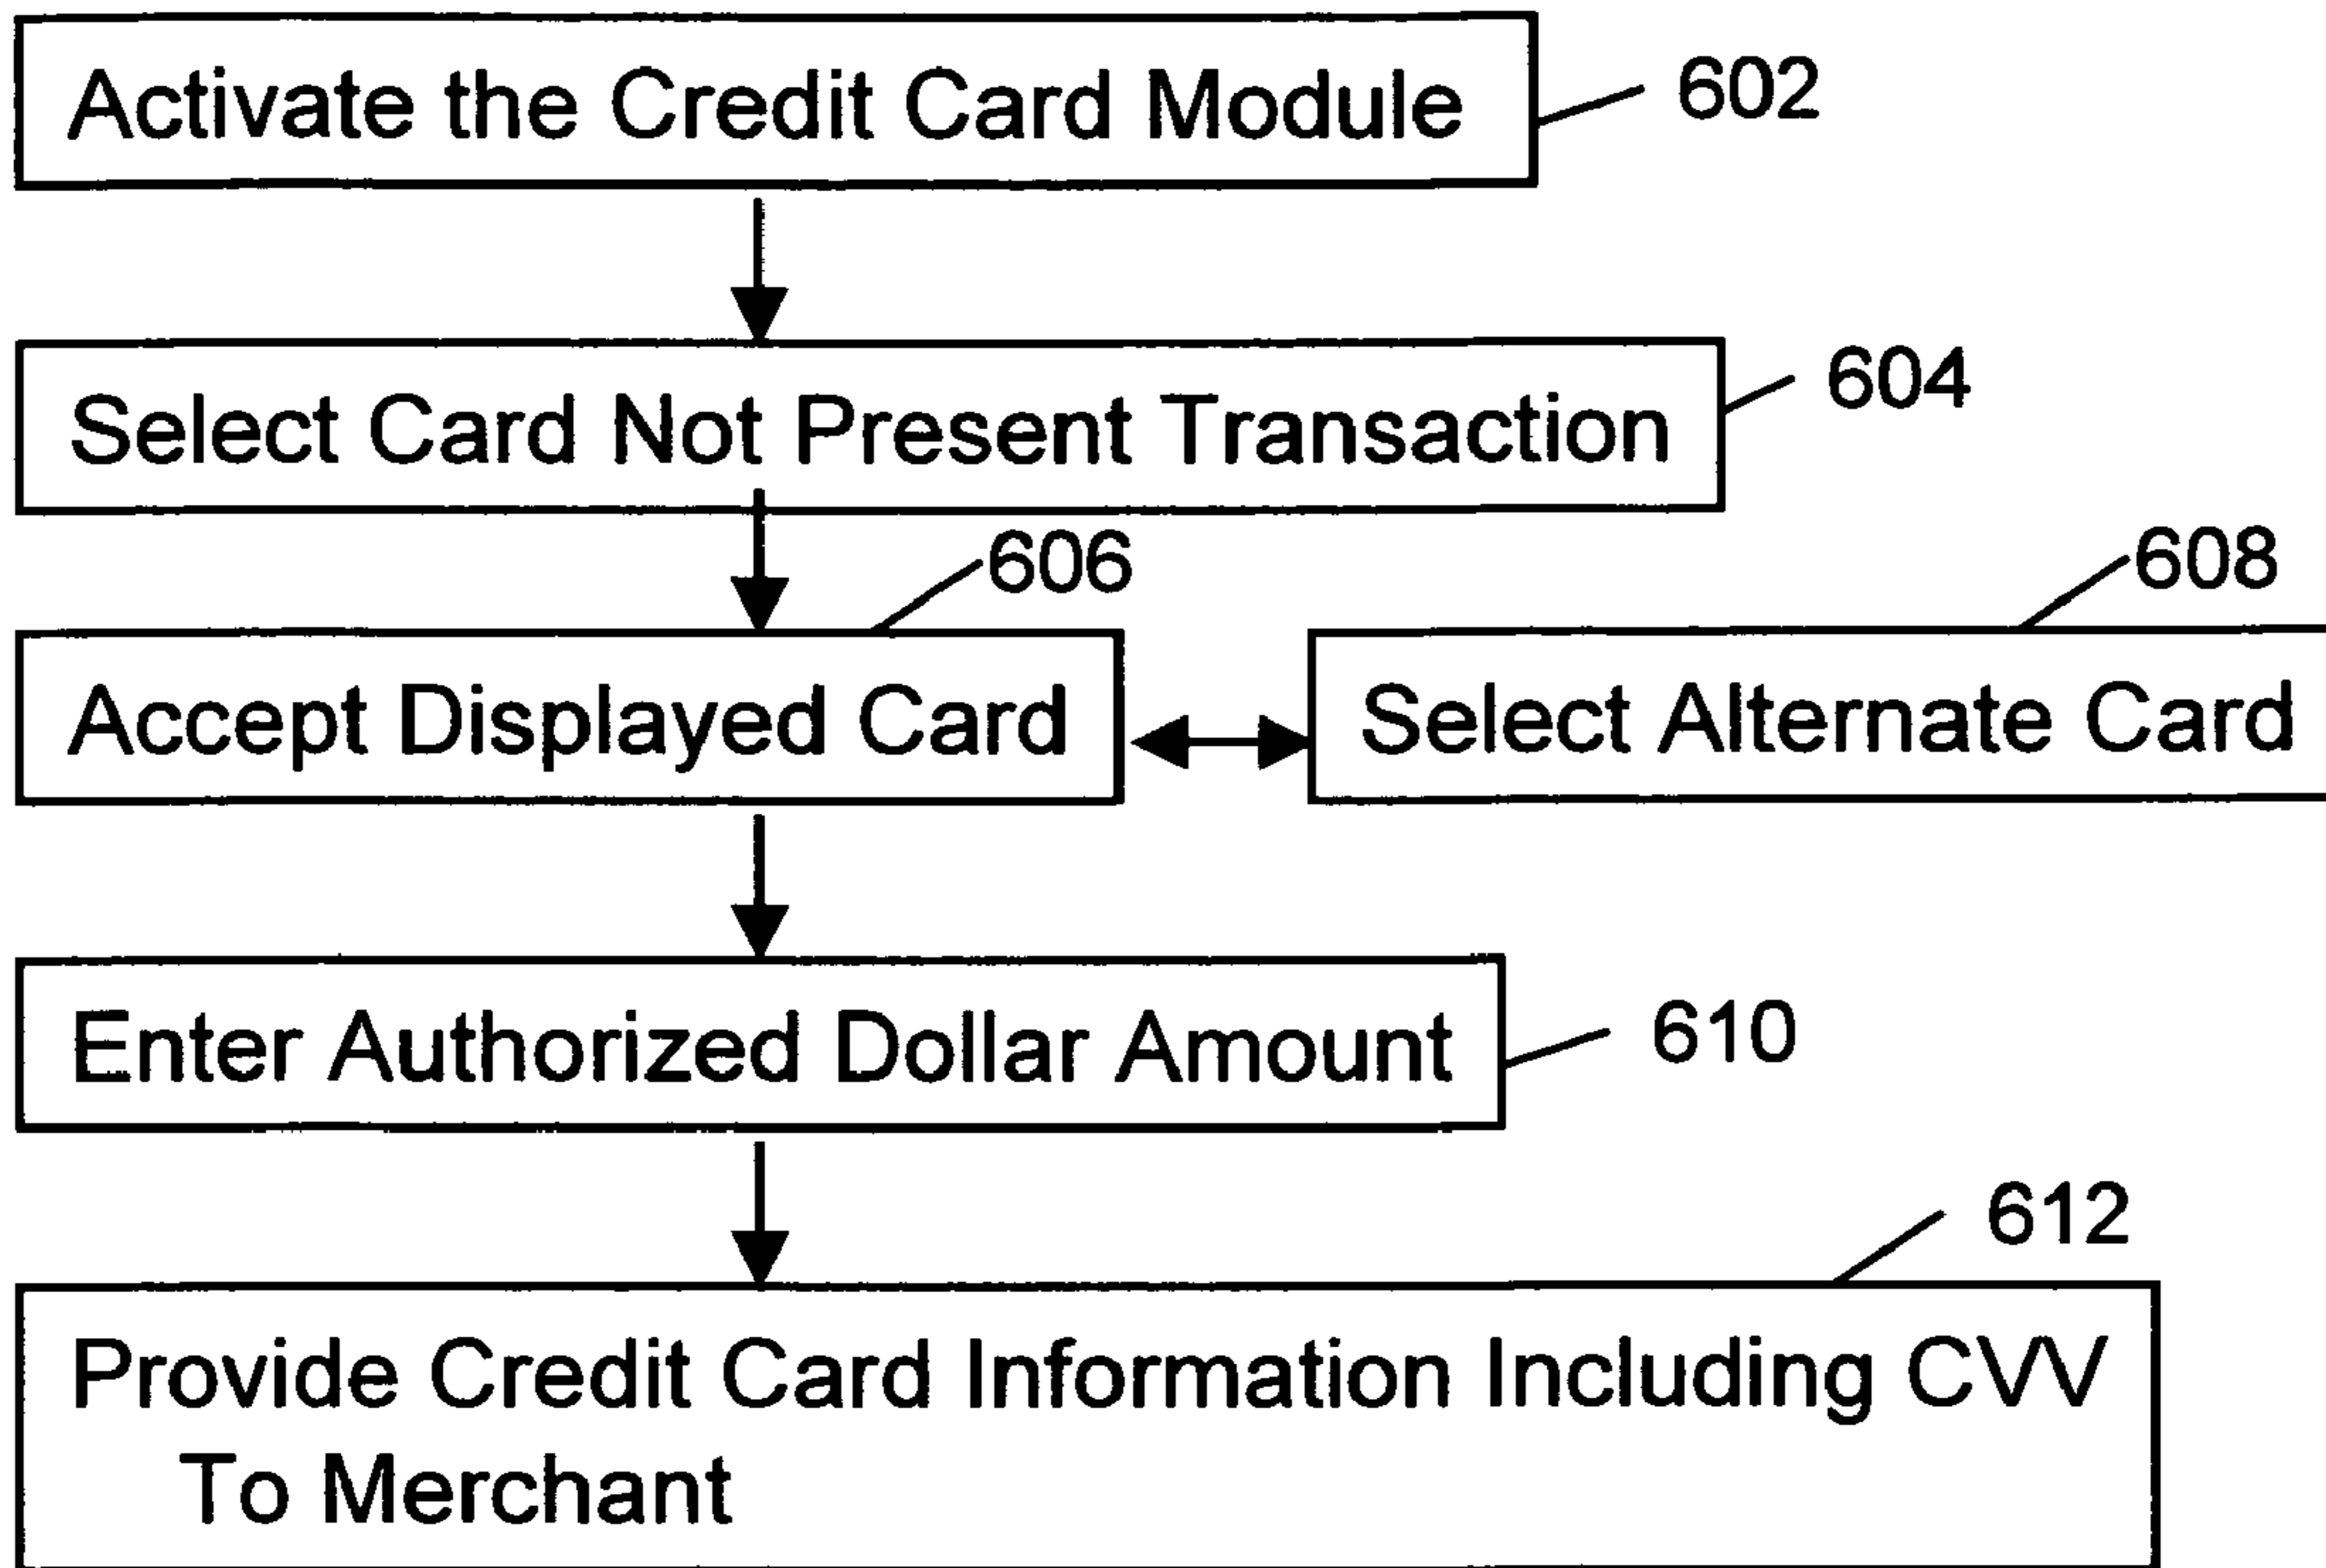 Activate the Credit Card Module
602
Select Card Not Present Transaction
604
606
608
Accept Displayed Card
Select Alternate Card
Enter Authorized Dollar Amount
610
612
Provide Credit Card Information Including CVV
To Merchant